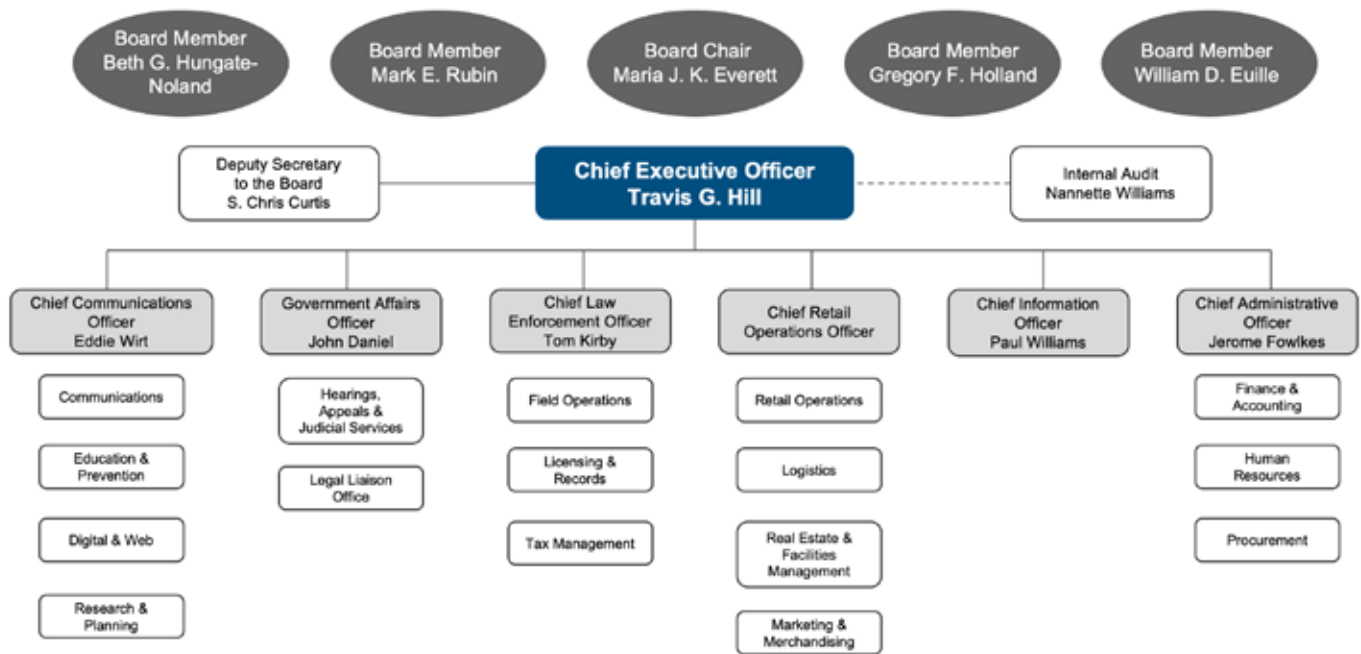 Board Member
Beth G. Hungate-
Noland
Board Member
Mark E. Rubin
Board Chair
Maria J. K. Everett
Board Member
Gregory F. Holland
Board Member
William D. Euille
Deputy Secretary
to the Board
S. Chris Curtis
Chief Executive Officer
Travis G. Hill
Internal Audit
Nannette Williams
Chief Communications
Officer
Eddie Wirt
Communications
Education &
Prevention
Digital & Web
Research &
Planning
Government Affairs
Officer
John Daniel
Hearings,
Appeals &
Judicial Services
Legal Liaison
Office
Chief Law
Enforcement Officer
Tom Kirby
Field Operations
Licensing &
Records
Tax Management
Chief Retail
Operations Officer
Retail Operations
Logistics
Real Estate &
Facilities
Management
Marketing &
Merchandising
Chief Information
Officer
Paul Williams
Chief Administrative
Officer
Jerome Fowlkes
Finance &
Accounting
Human
Resources
Procurement